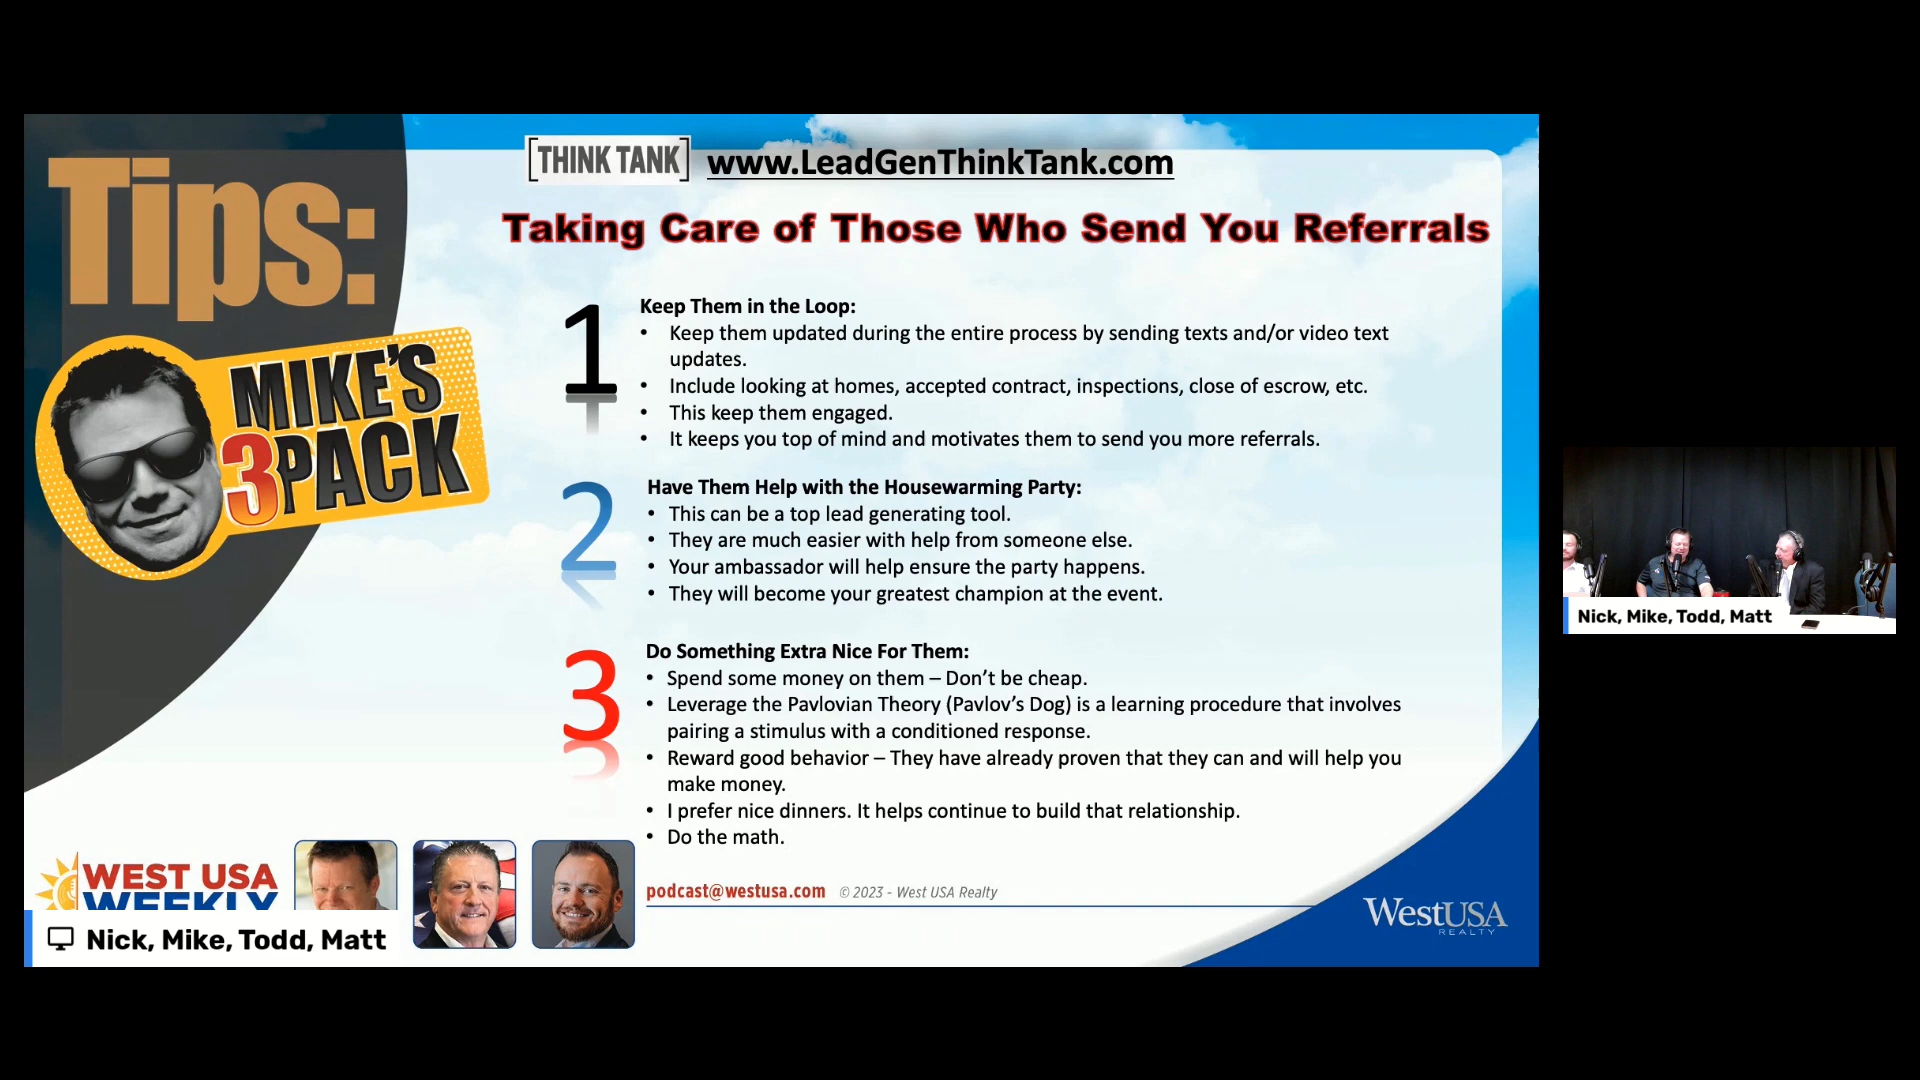 Tips:
MIKE'S
3PACK
[THINK TANK] www.LeadGenThinkTank.com
Taking Care of Those Who Send You Referrals
1
Keep Them in the Loop:
• Keep them updated during the entire process by sending texts and/or video text
updates.
• Include looking at homes, accepted contract, inspections, close of escrow, etc.
• This keep them engaged.
• It keeps you top of mind and motivates them to send you more referrals.
2
Have Them Help with the Housewarming Party:
• This can be a top lead generating tool.
• They are much easier with help from someone else.
• Your ambassador will help ensure the party happens.
• They will become your greatest champion at the event.
3
Do Something Extra Nice For Them:
• Spend some money on them – Don’t be cheap.
• Leverage the Pavlovian Theory (Pavlov’s Dog) is a learning procedure that involves
pairing a stimulus with a conditioned response.
• Reward good behavior – They have already proven that they can and will help you
make money.
• I prefer nice dinners. It helps continue to build that relationship.
• Do the math.
WEST USA
WEEKLY
Nick, Mike, Todd, Matt
podcast@westusa.com © 2023 - West USA Realty
WestUSA
REALTY
Nick, Mike, Todd, Matt